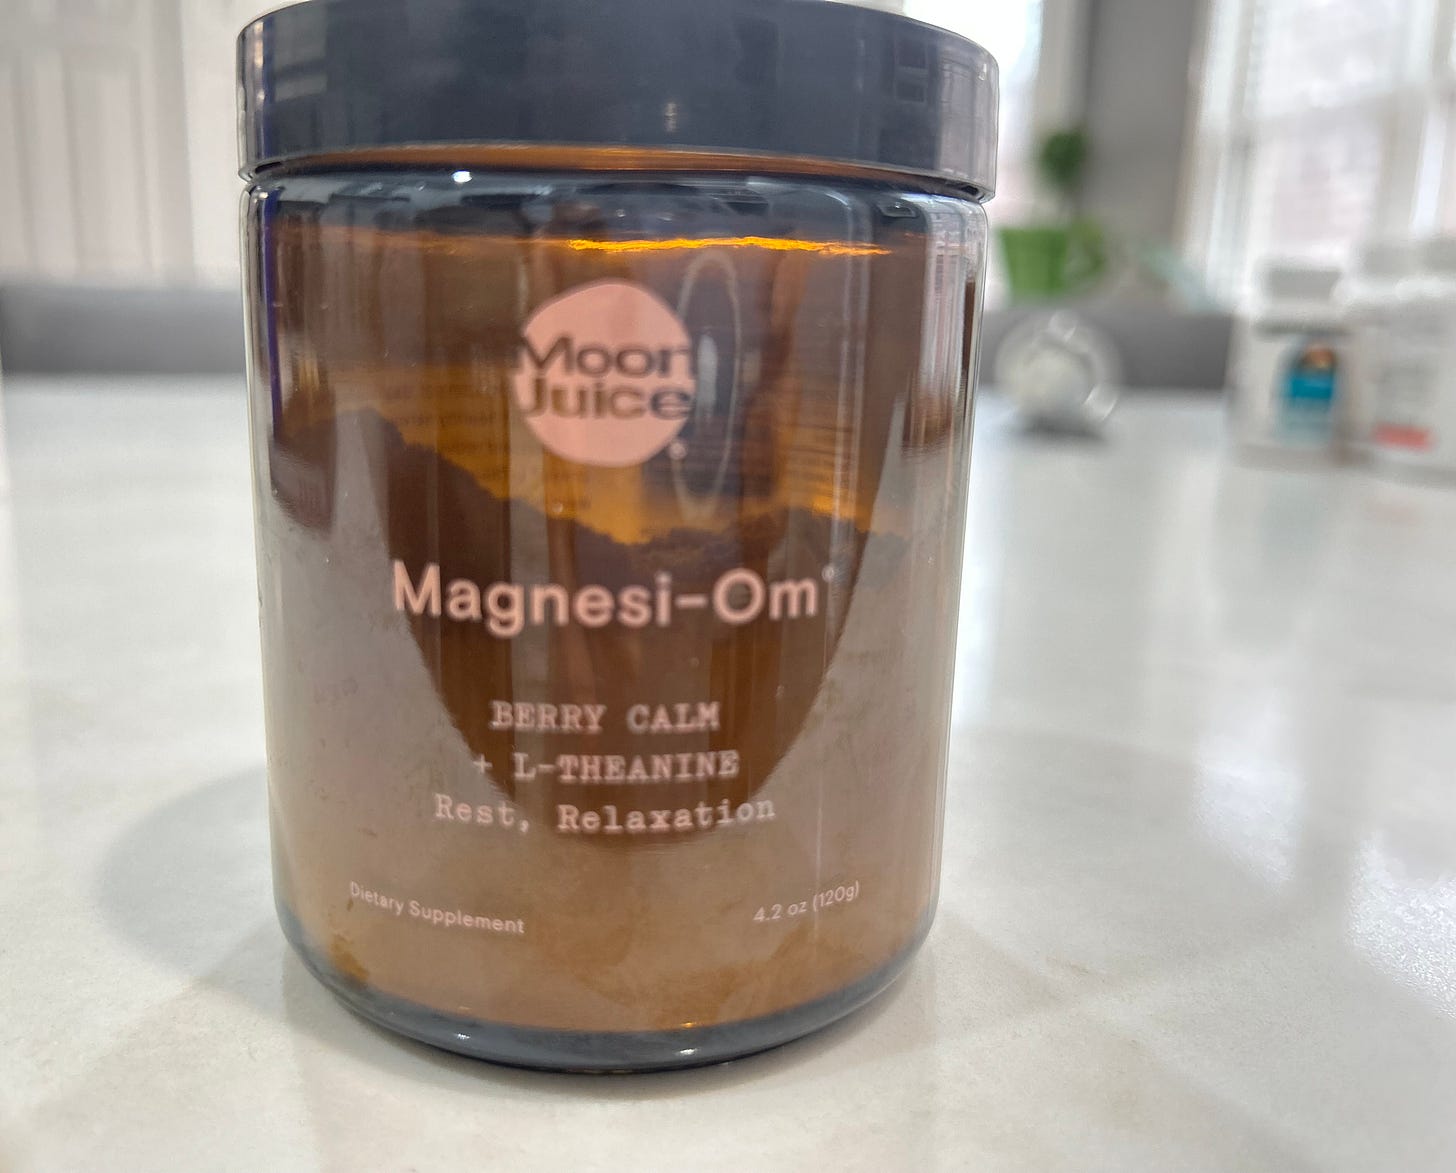 Moon
Juice
Magnesi-Om®
BERRY CALM
+ L-THEANINE
Rest, Relaxation
Dietary Supplement
4.2 oz (120g)